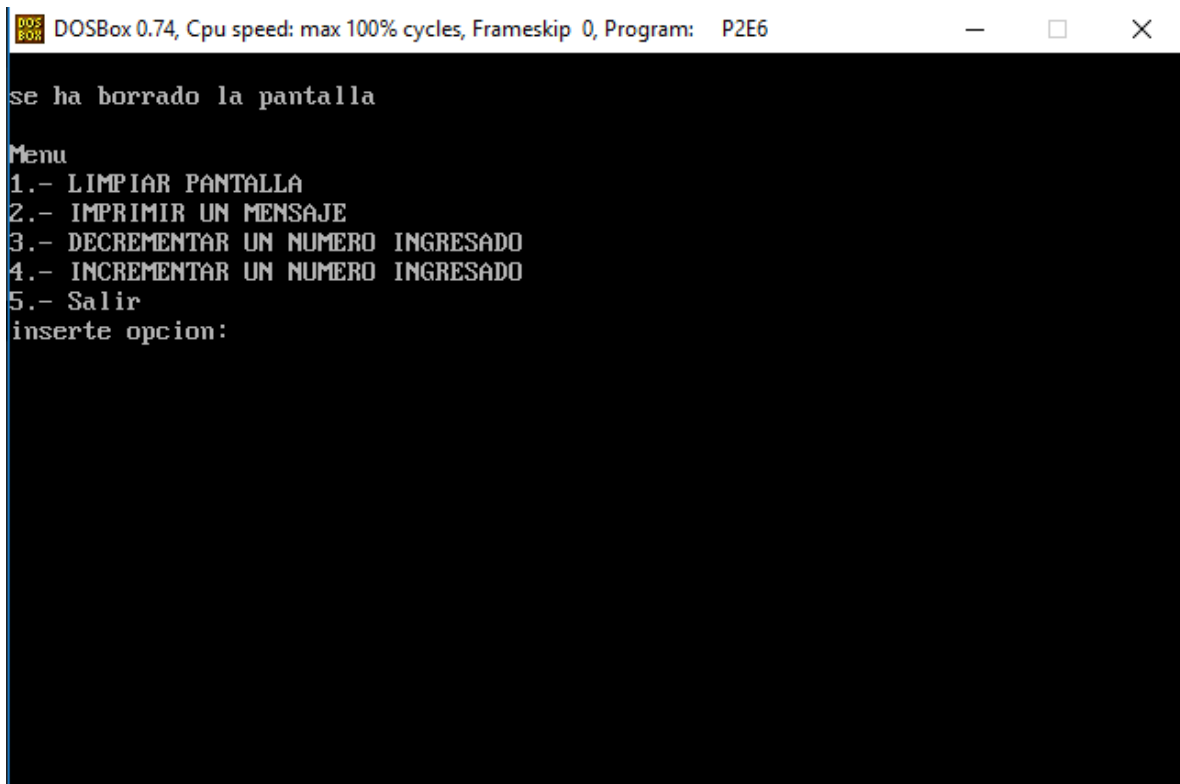 DOS BOX DOSBox 0.74, Cpu speed: max 100% cycles, Frameskip 0, Program: P2E6
se ha borrado la pantalla
Menu
1.- LIMPIAR PANTALLA
2.- IMPRIMIR UN MENSAJE
3.- DECREMENTAR UN NUMERO INGRESADO
4.- INCREMENTAR UN NUMERO INGRESADO
5.- Salir
inserte opcion: